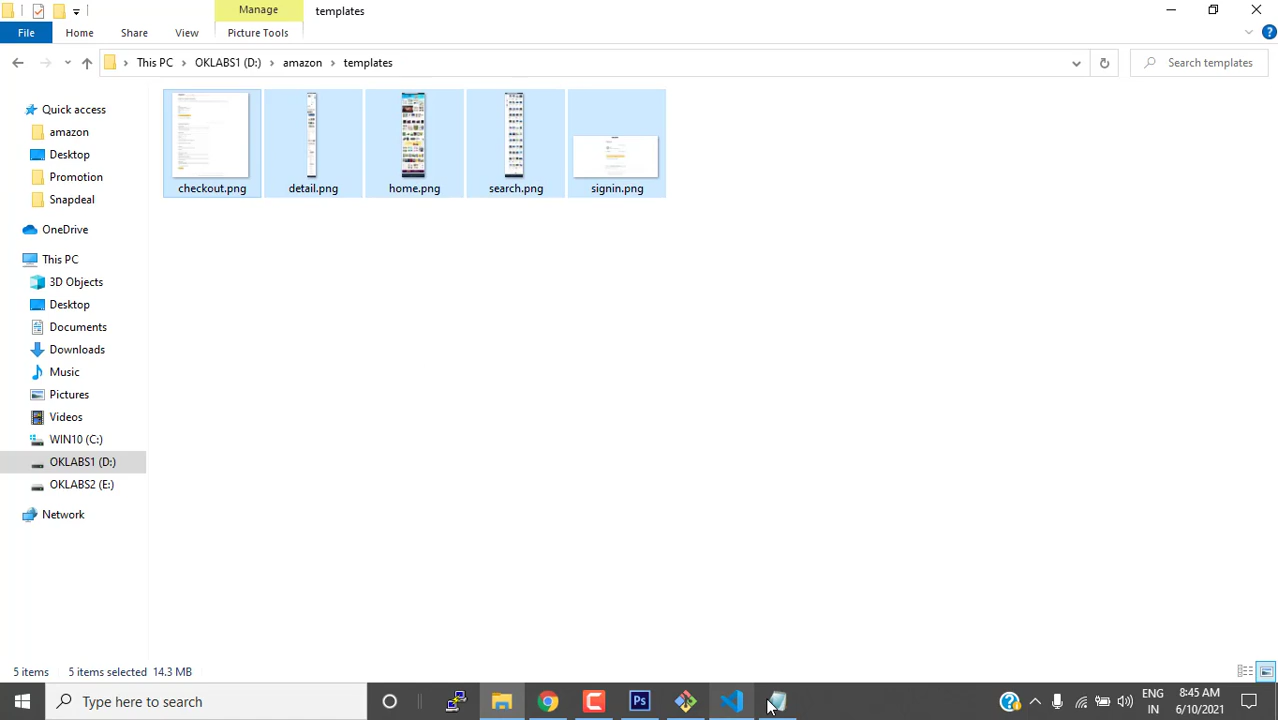 Manage
templates
File
Home
Share
View
Picture Tools
This PC
OKLABS1 (D:)
amazon
templates
Search templates
Quick access
amazon
Desktop
Promotion
Snapdeal
OneDrive
This PC
3D Objects
Desktop
Documents
Downloads
Music
Pictures
Videos
WIN10 (C:)
OKLABS1 (D:)
OKLABS2 (E:)
Network
checkout.png
detail.png
home.png
search.png
signin.png
5 items
5 items selected 14.3 MB
Type here to search
Ps
ENG
IN
8:45 AM
6/10/2021